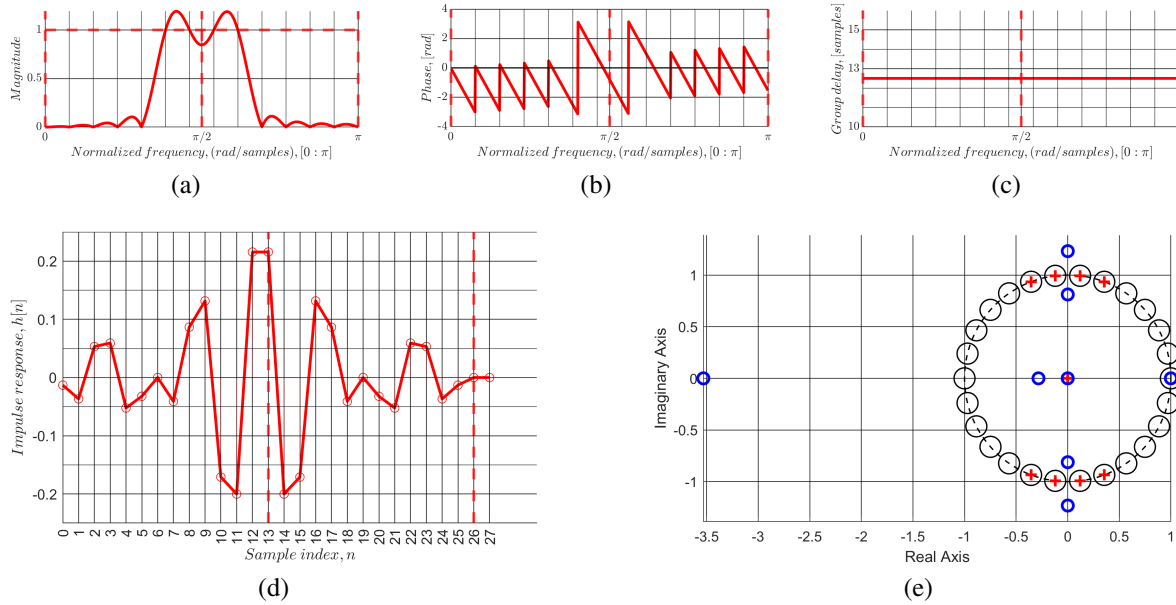 Magnitude
1
0.5
0
0
π/2
π
Normalized frequency, (rad/samples), [0 : π]
(a)
Phase, [rad]
4
2
0
-2
-4
0
π/2
π
Normalized frequency, (rad/samples), [0 : π]
(b)
Group delay, [samples]
15
13
12
10
0
π/2
Normalized frequency, (rad/samples), [0 : π]
(c)
Impulse response, h[n]
0.2
0.1
0
-0.1
-0.2
0 1 2 3 4 5 6 7 8 9 10 11 12 13 14 15 16 17 18 19 20 21 22 23 24 25 26 27
Sample index, n
(d)
Imaginary Axis
1
0.5
0
-0.5
-1
-3.5 -3 -2.5 -2 -1.5 -1 -0.5 0 0.5 1
Real Axis
(e)